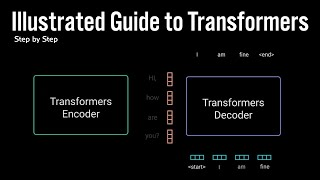 Illustrated Guide to Transformers
Step by Step
I am fine <end>
Hi,
how
are
you?
Transformers
Encoder
Transformers
Decoder
<start> I am fine